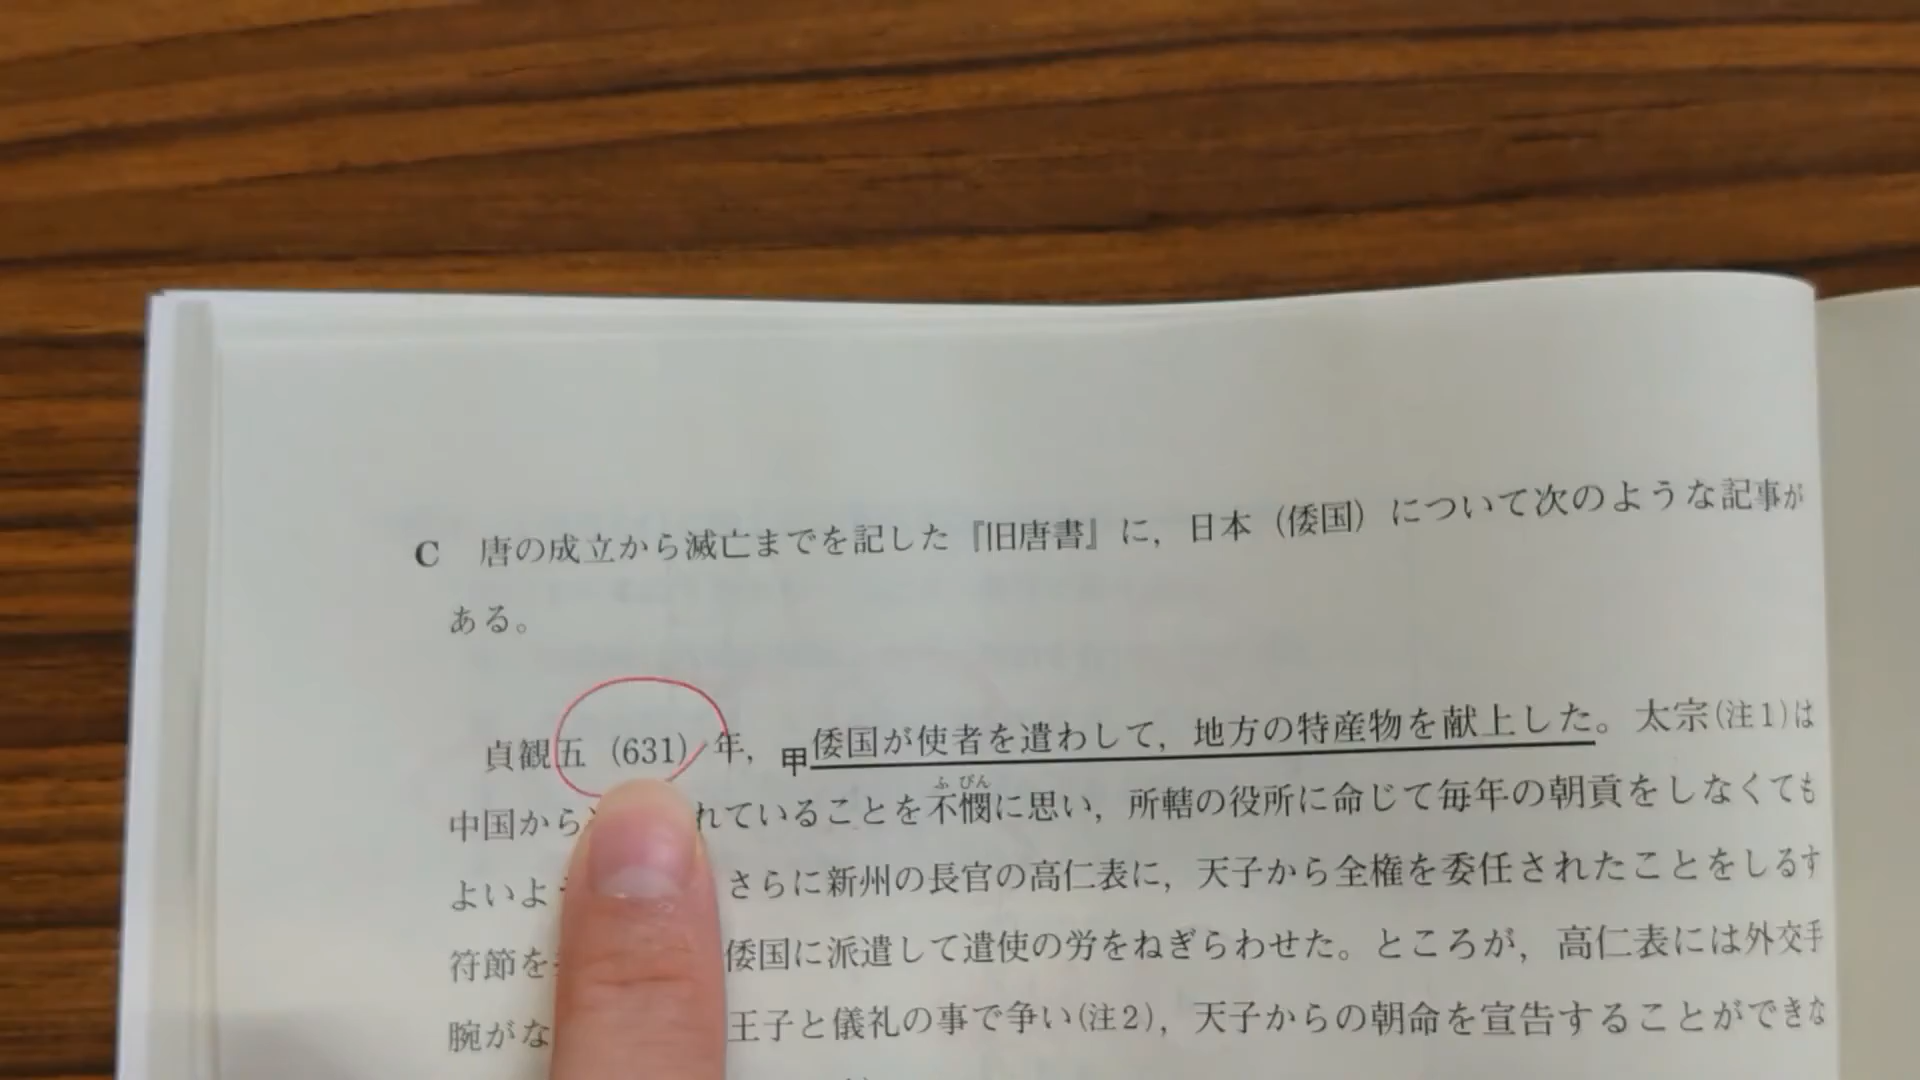 C 唐の成立から滅亡までを記した『旧唐書』に，日本（倭国）について次のような記事が
ある。
貞観五（631）年，甲倭国が使者を遣わして，地方の特産物を献上した。太宗(注1)は
中国から れていることを不憫に思い，所轄の役所に命じて毎年の朝貢をしなくても
ふびん
よいよ さらに新州の長官の高仁表に，天子から全権を委任されたことをしるす
符節を 倭国に派遣して遣使の労をねぎらわせた。ところが，高仁表には外交手
腕がな 王子と儀礼の事で争い(注2)，天子からの朝命を宣告することができな